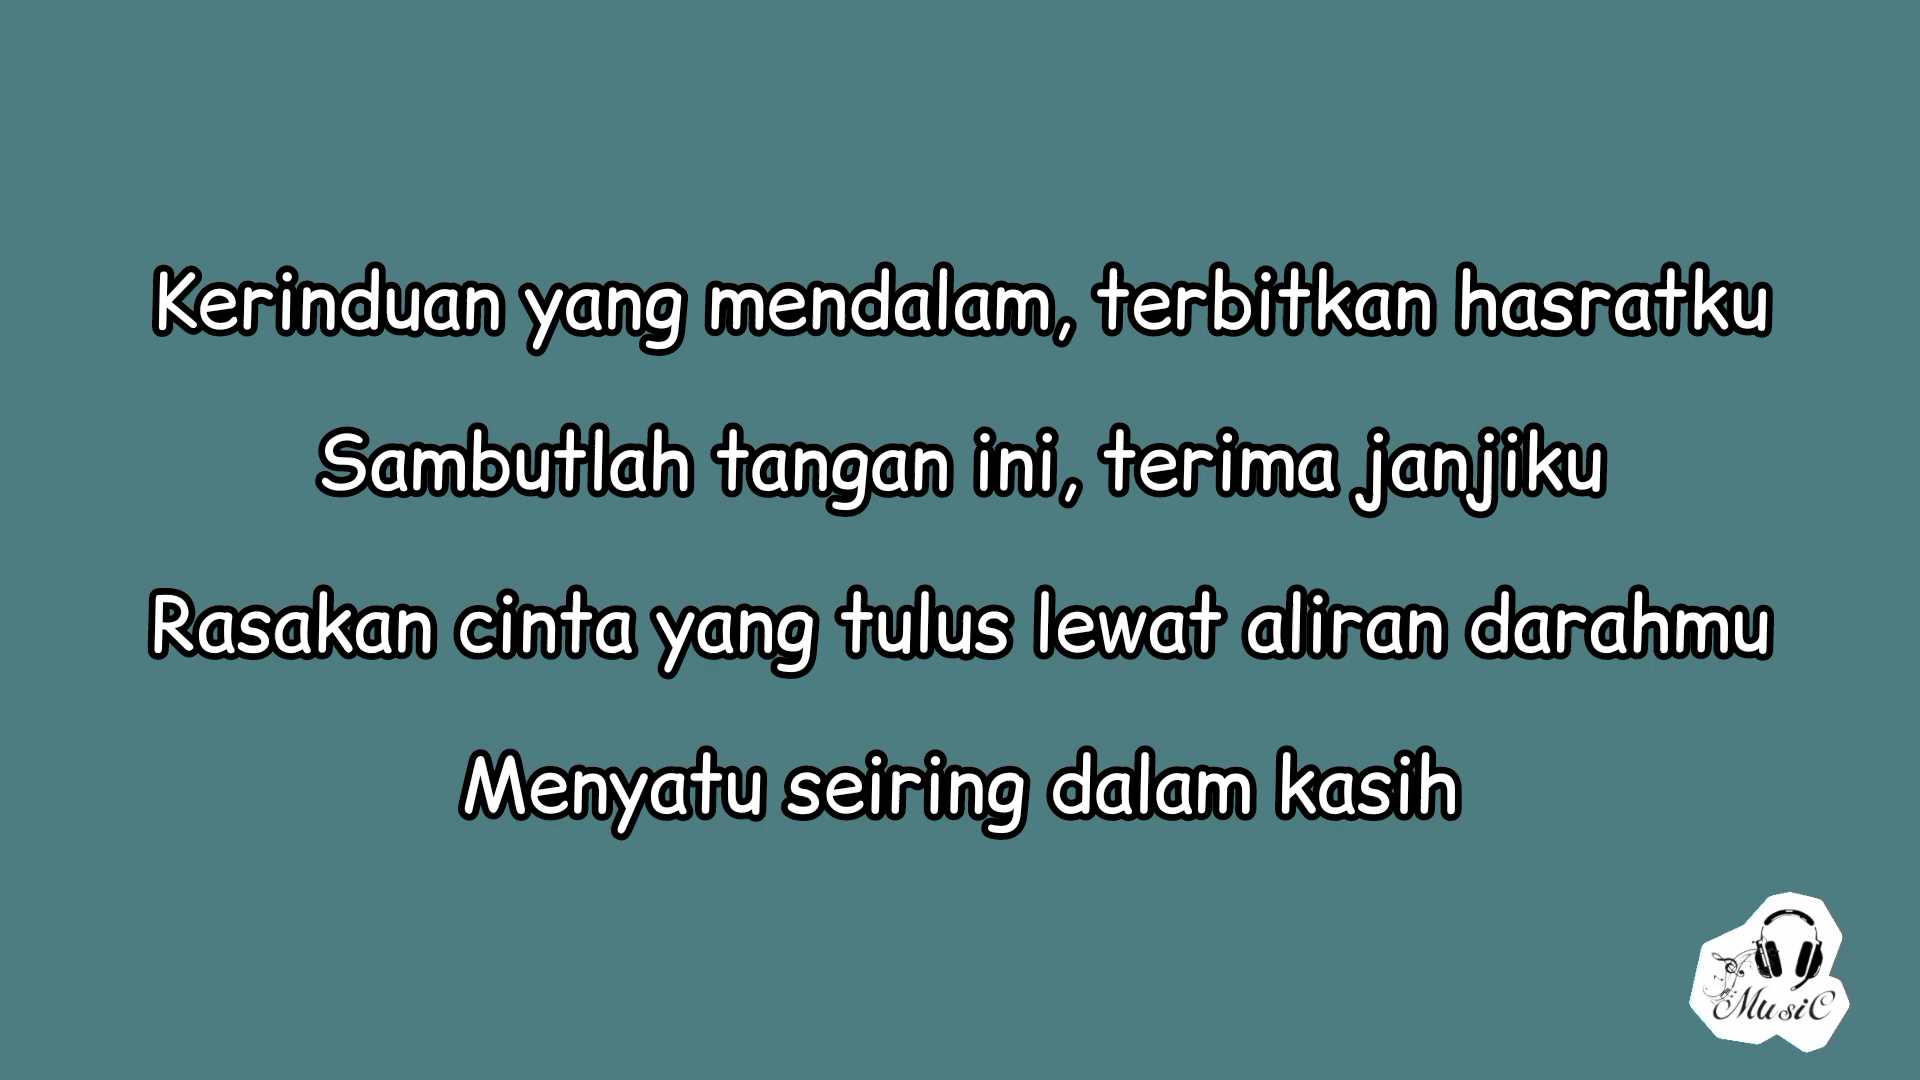 Kerinduan yang mendalam, terbitkan hasratku
Sambutlah tangan ini, terima janjiku
Rasakan cinta yang tulus lewat aliran darahmu
Menyatu seiring dalam kasih
MusiC